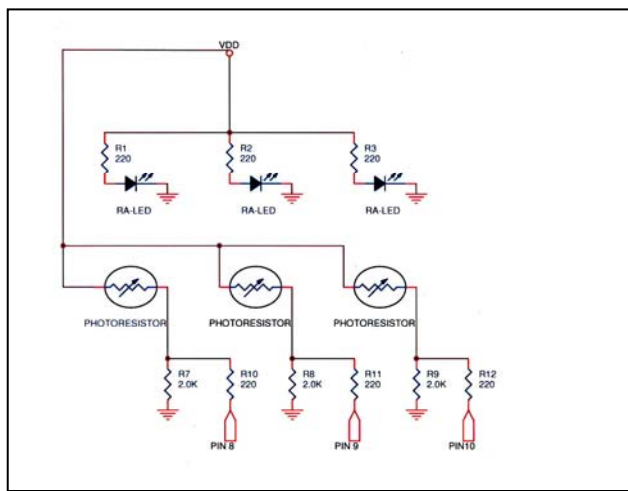 VDD
R1
220
R2
220
R3
220
RA-LED
RA-LED
RA-LED
PHOTORESISTOR
PHOTORESISTOR
PHOTORESISTOR
R7
2.0K
R10
220
R8
2.0K
R11
220
R9
2.0K
R12
220
PIN 8
PIN 9
PIN10